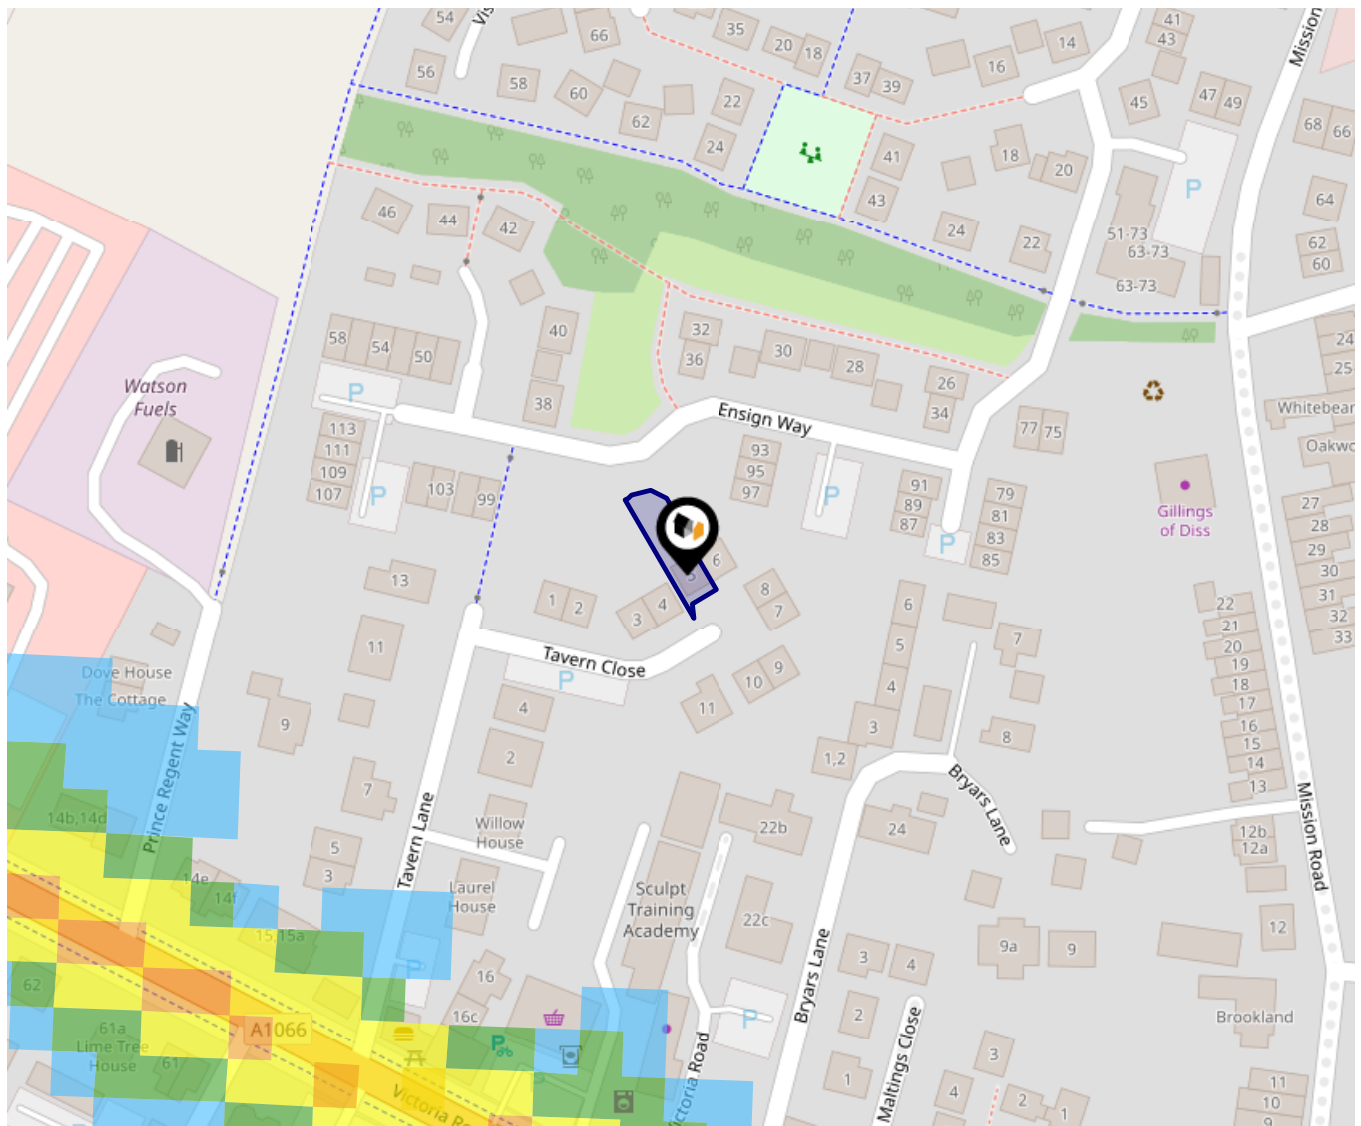 54
66
35
20
18
14
41
43
Mission
56
58
60
62
22
24
37
39
16
45
47
49
68
66
41
43
18
20
P
64
46
44
42
24
22
51-73
63-73
63-73
62
60
58
54
50
40
38
32
36
30
28
26
34
24
25
Watson
Fuels
P
Ensign Way
Whitebear
Oakwo
113
111
109
107
P
103
99
93
95
97
P
91
89
87
P
77
75
79
81
83
85
Gillings
of Diss
27
28
29
30
31
32
33
13
1
2
3
4
5
6
8
7
11
Tavern Close
P
9
10
11
6
5
4
3
1,2
7
8
22
21
20
19
18
17
16
15
14
13
Dove House
The Cottage
Prince Regent Way
9
7
4
2
Tavern Lane
Willow
House
Bryars Lane
Mission Road
14b,14d
14e
14f
5
3
15,15a
Laurel
House
Sculpt
Training
Academy
22b
22c
24
12b
12a
12
9a
9
62
P
16
16c
Bryars Lane
3
4
2
1
Maltings Close
P
Brookland
61a
Lime Tree
House
61
A1066
P
P
Victoria Ro
ctoria Road
3
4
2
1
11
10
9
P